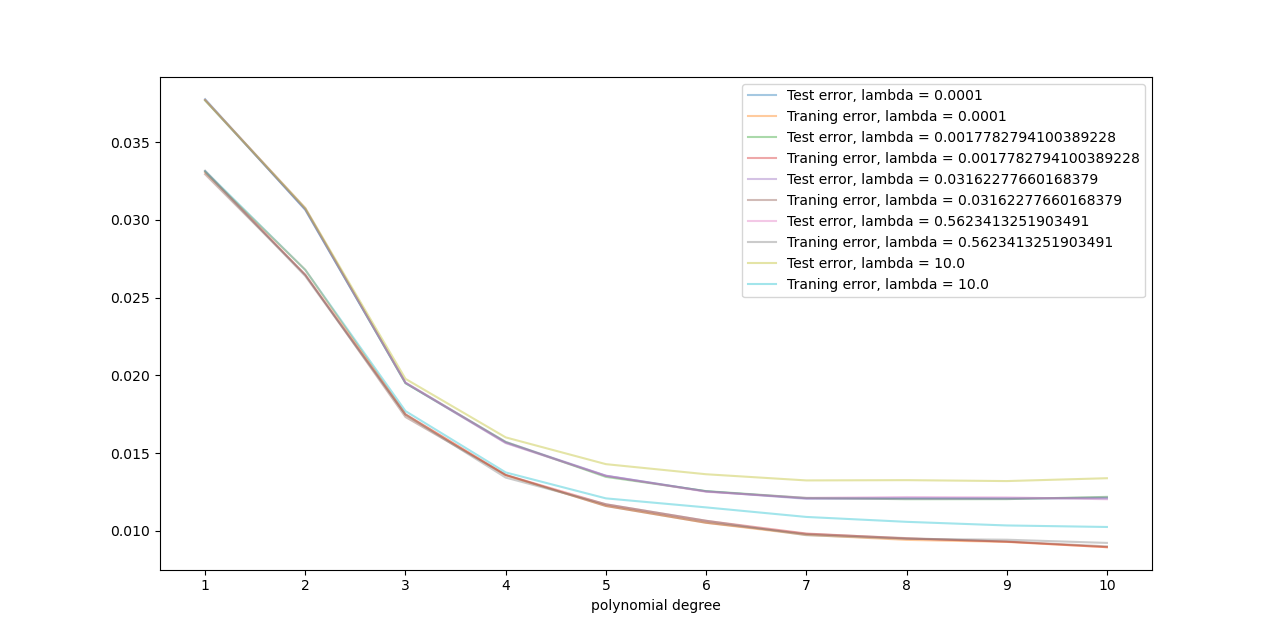 Test error, lambda = 0.0001
Traning error, lambda = 0.0001
Test error, lambda = 0.0017782794100389228
Traning error, lambda = 0.0017782794100389228
Test error, lambda = 0.03162277660168379
Traning error, lambda = 0.03162277660168379
Test error, lambda = 0.5623413251903491
Traning error, lambda = 0.5623413251903491
Test error, lambda = 10.0
Traning error, lambda = 10.0
0.035
0.030
0.025
0.020
0.015
0.010
1 2 3 4 5 6 7 8 9 10
polynomial degree